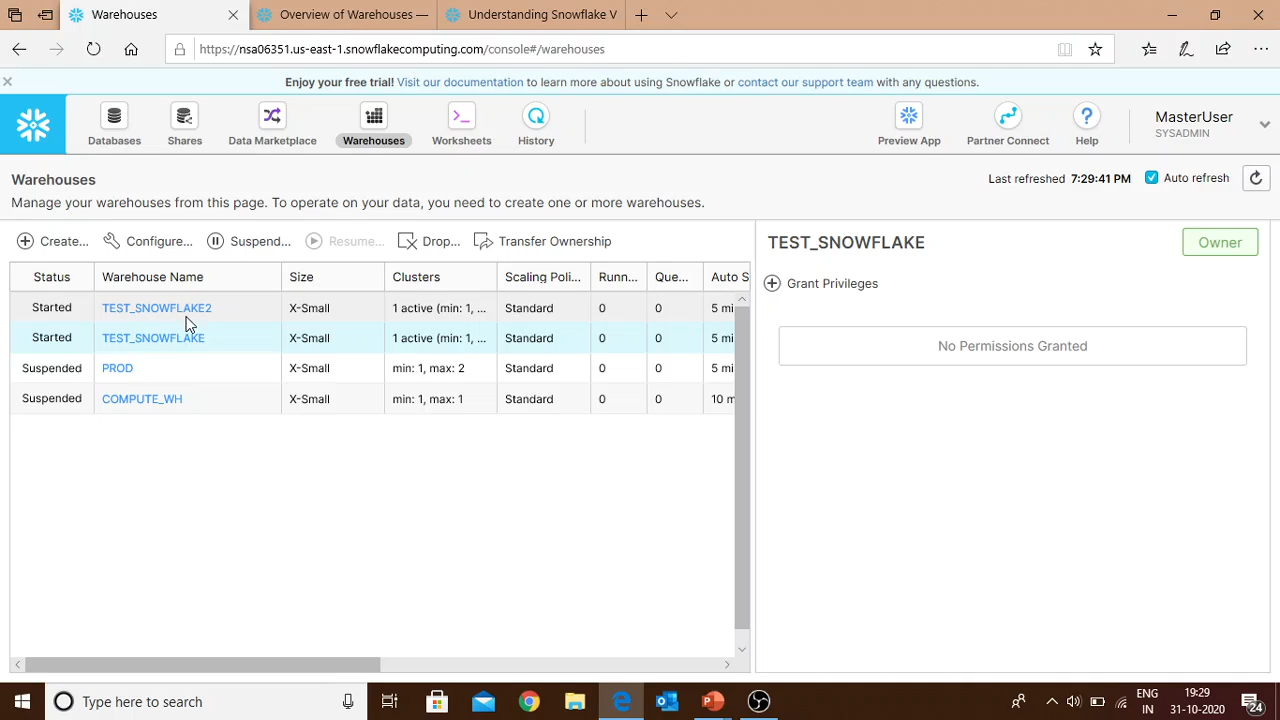 Warehouses
Overview of Warehouses —
Understanding Snowflake V
https://nsa06351.us-east-1.snowflakecomputing.com/console#/warehouses
Enjoy your free trial! Visit our documentation to learn more about using Snowflake or contact our support team with any questions.
Databases
Shares
Data Marketplace
Warehouses
Worksheets
History
Preview App
Partner Connect
Help
MasterUser
SYSADMIN
Warehouses
Last refreshed 7:29:41 PM
Auto refresh
Manage your warehouses from this page. To operate on your data, you need to create one or more warehouses.
Create... Configure... Suspend... Resume... Drop... Transfer Ownership
Status Warehouse Name Size Clusters Scaling Poli... Runn... Que... Auto S
Started TEST_SNOWFLAKE2 X-Small 1 active (min: 1, ... Standard 0 0 5 mi
Started TEST_SNOWFLAKE X-Small 1 active (min: 1, ... Standard 0 0 5 mi
Suspended PROD X-Small min: 1, max: 2 Standard 0 0 5 mi
Suspended COMPUTE_WH X-Small min: 1, max: 1 Standard 0 0 10 m
TEST_SNOWFLAKE
Owner
Grant Privileges
No Permissions Granted
Type here to search
ENG
IN
19:29
31-10-2020
24